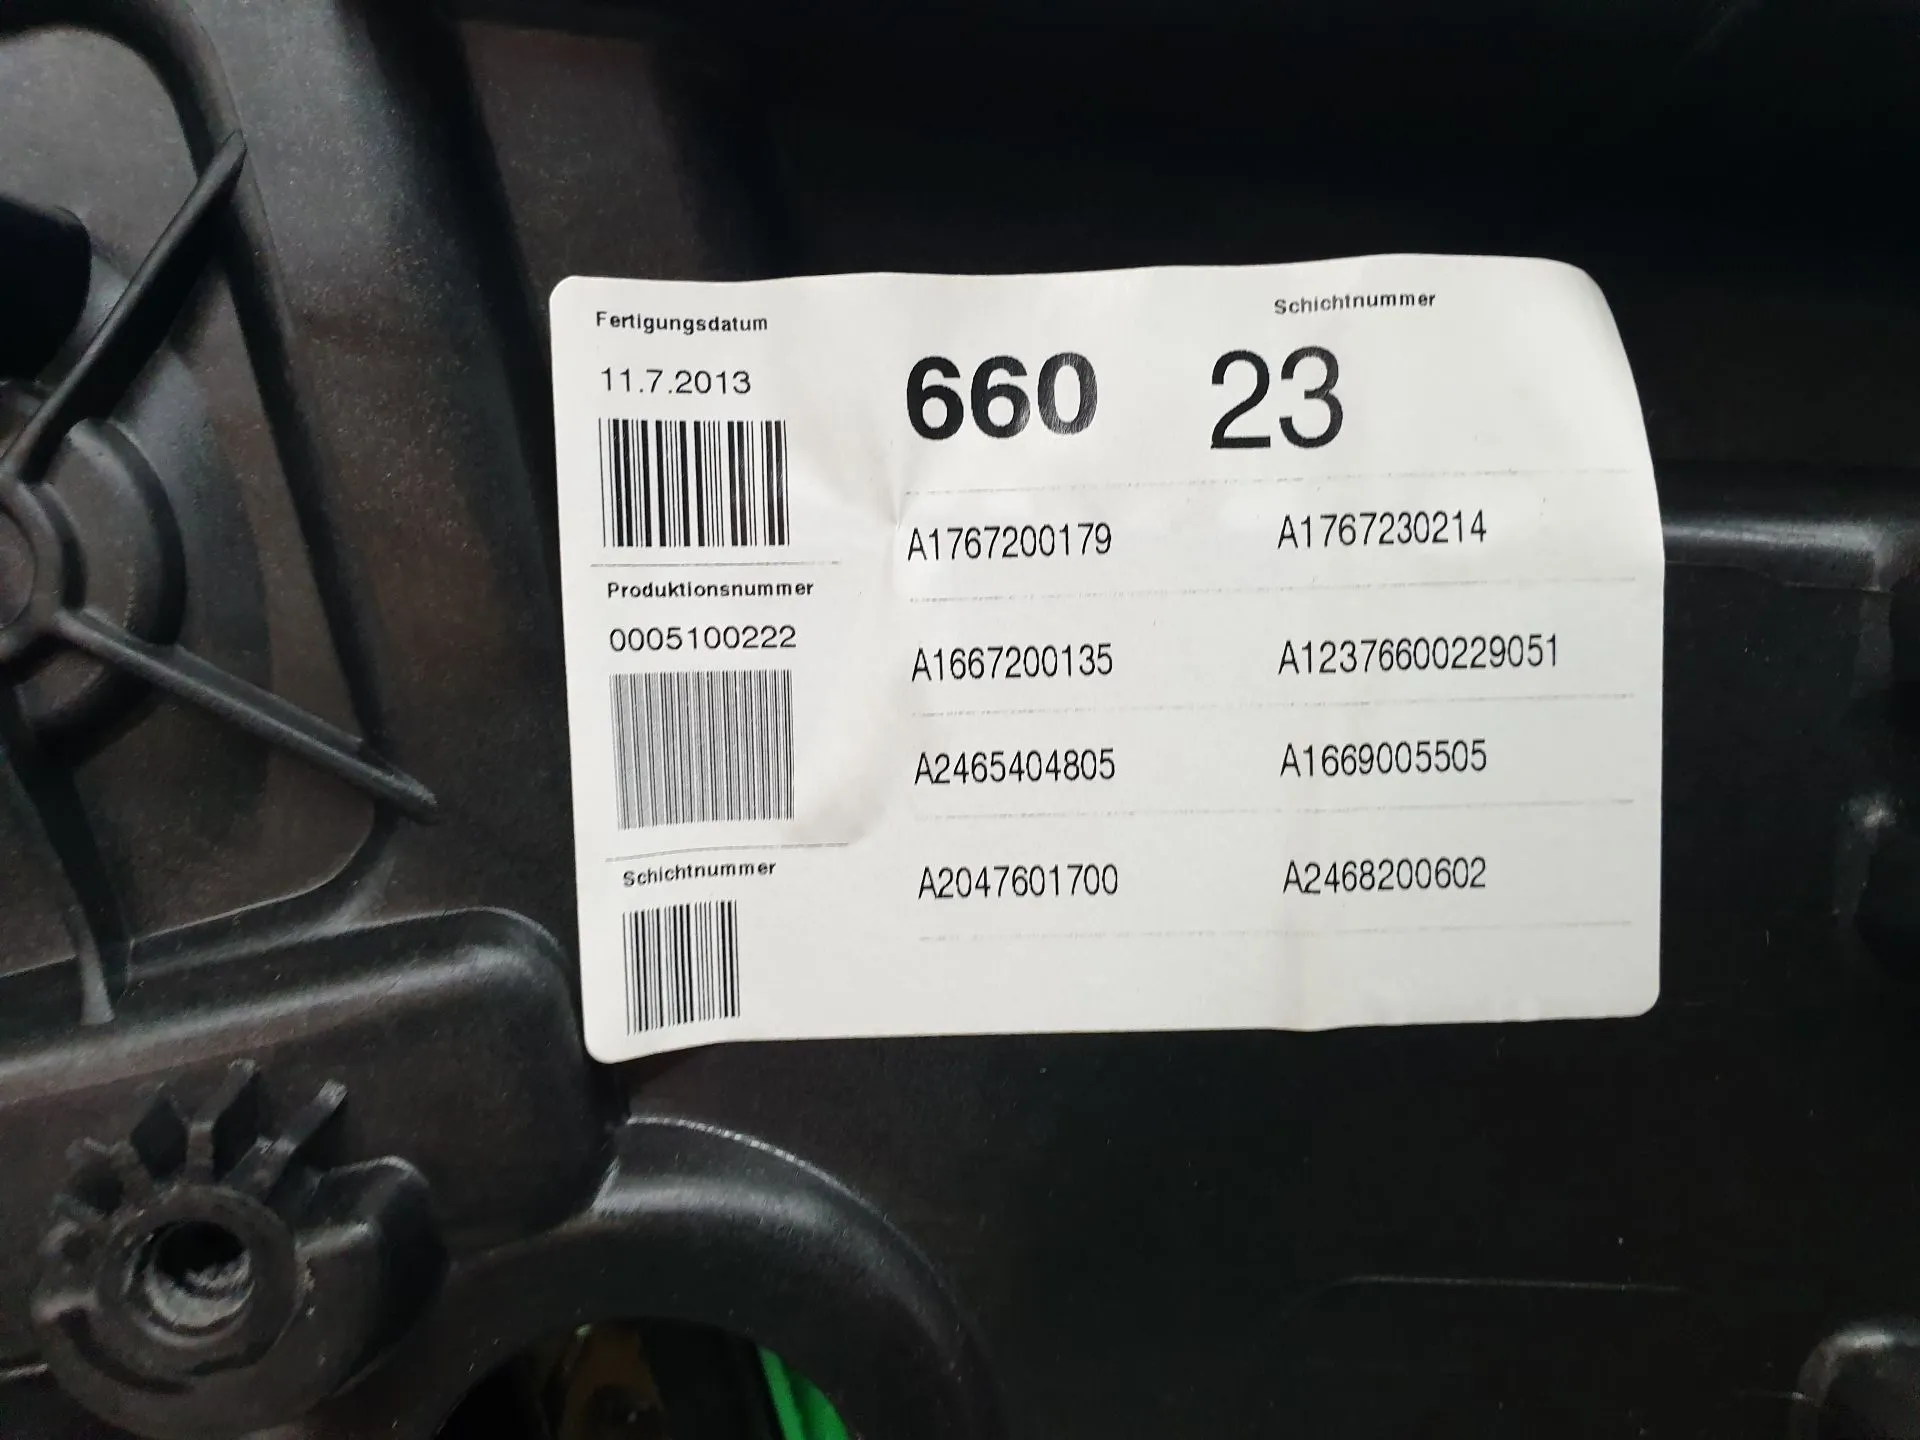 Fertigungsdatum
Schichtnummer
11.7.2013
660 23
A1767200179 A1767230214
Produktionsnummer
0005100222
A1667200135 A12376600229051
A2465404805 A1669005505
Schichtnummer
A2047601700 A2468200602